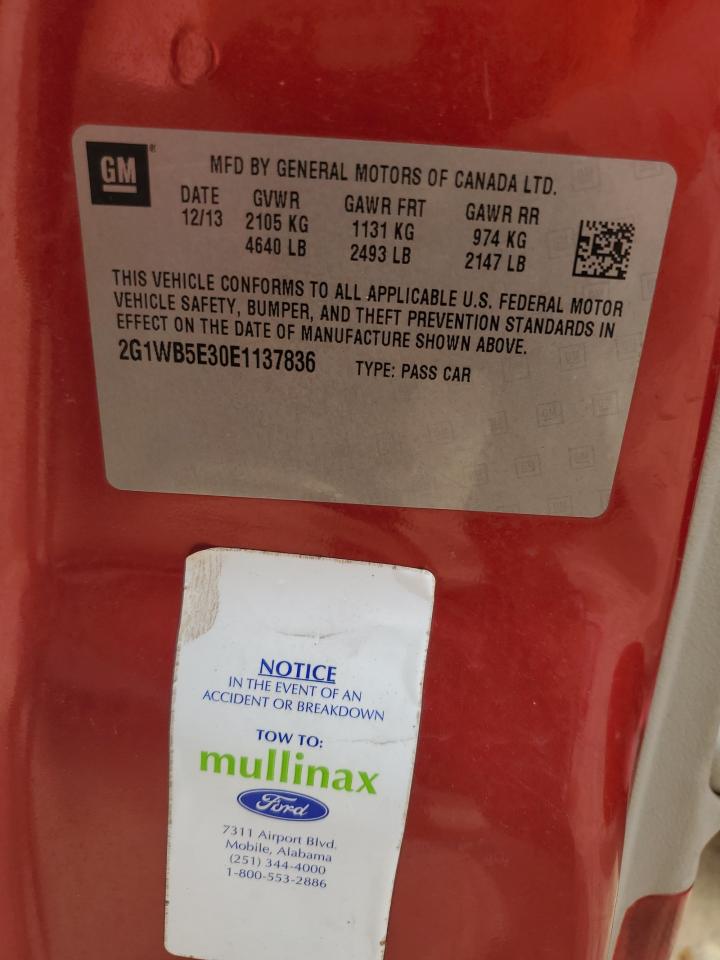 GM
MFD BY GENERAL MOTORS OF CANADA LTD.
DATE GVWR GAWR FRT GAWR RR
12/13 2105 KG 1131 KG 974 KG
4640 LB 2493 LB 2147 LB
THIS VEHICLE CONFORMS TO ALL APPLICABLE U.S. FEDERAL MOTOR
VEHICLE SAFETY, BUMPER, AND THEFT PREVENTION STANDARDS IN
EFFECT ON THE DATE OF MANUFACTURE SHOWN ABOVE.
2G1WB5E30E1137836 TYPE: PASS CAR
NOTICE
IN THE EVENT OF AN
ACCIDENT OR BREAKDOWN
TOW TO:
mullinax
Ford
7311 Airport Blvd.
Mobile, Alabama
(251) 344-4000
1-800-553-2886